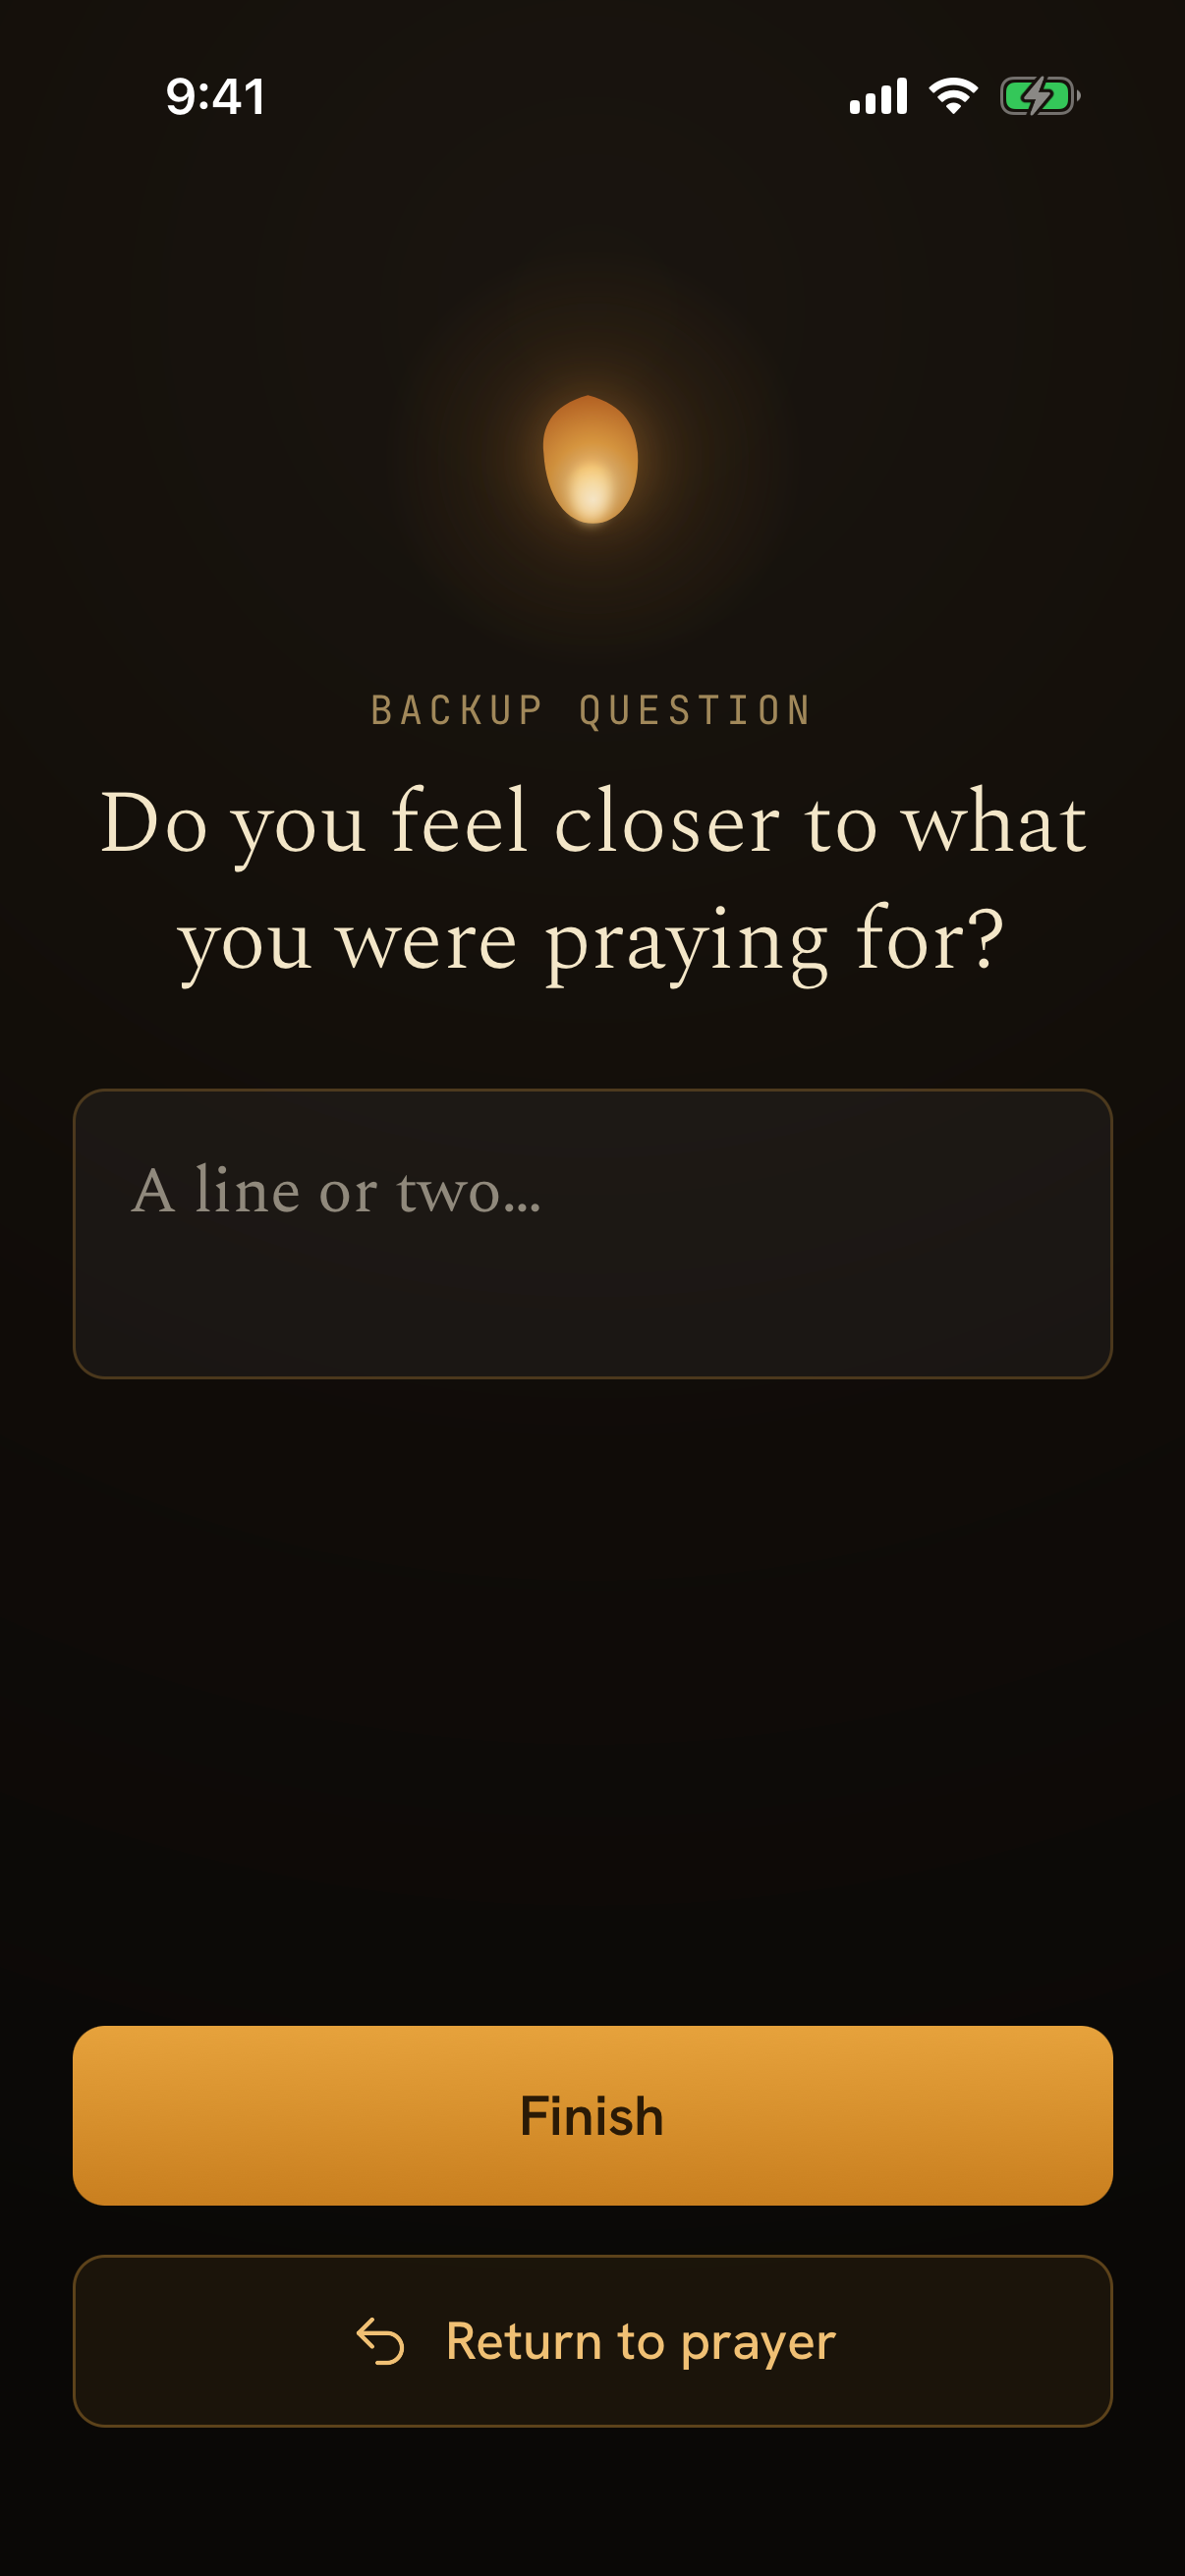 9:41
BACKUP QUESTION
Do you feel closer to what
you were praying for?
A line or two…
Finish
Return to prayer